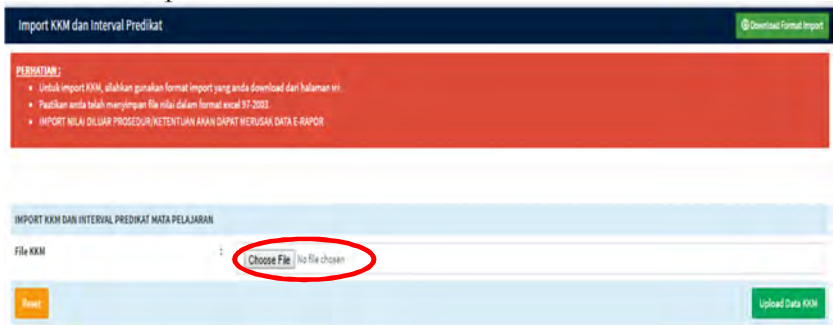 Import KKM dan Interval Predikat
Download Format Import
PERHATIAN :
Untuk import KKM, silahkan gunakan format import yang anda download dari halaman ini.
Pastikan anda telah menyimpan file nilai dalam format excel 97-2003.
IMPORT NILAI DILUAR PROSEDUR/KETENTUAN AKAN DAPAT MERUSAK DATA E-RAPOR
IMPORT KKM DAN INTERVAL PREDIKAT MATA PELAJARAN
File KKM : Choose File No file chosen
Reset Upload Data KKM